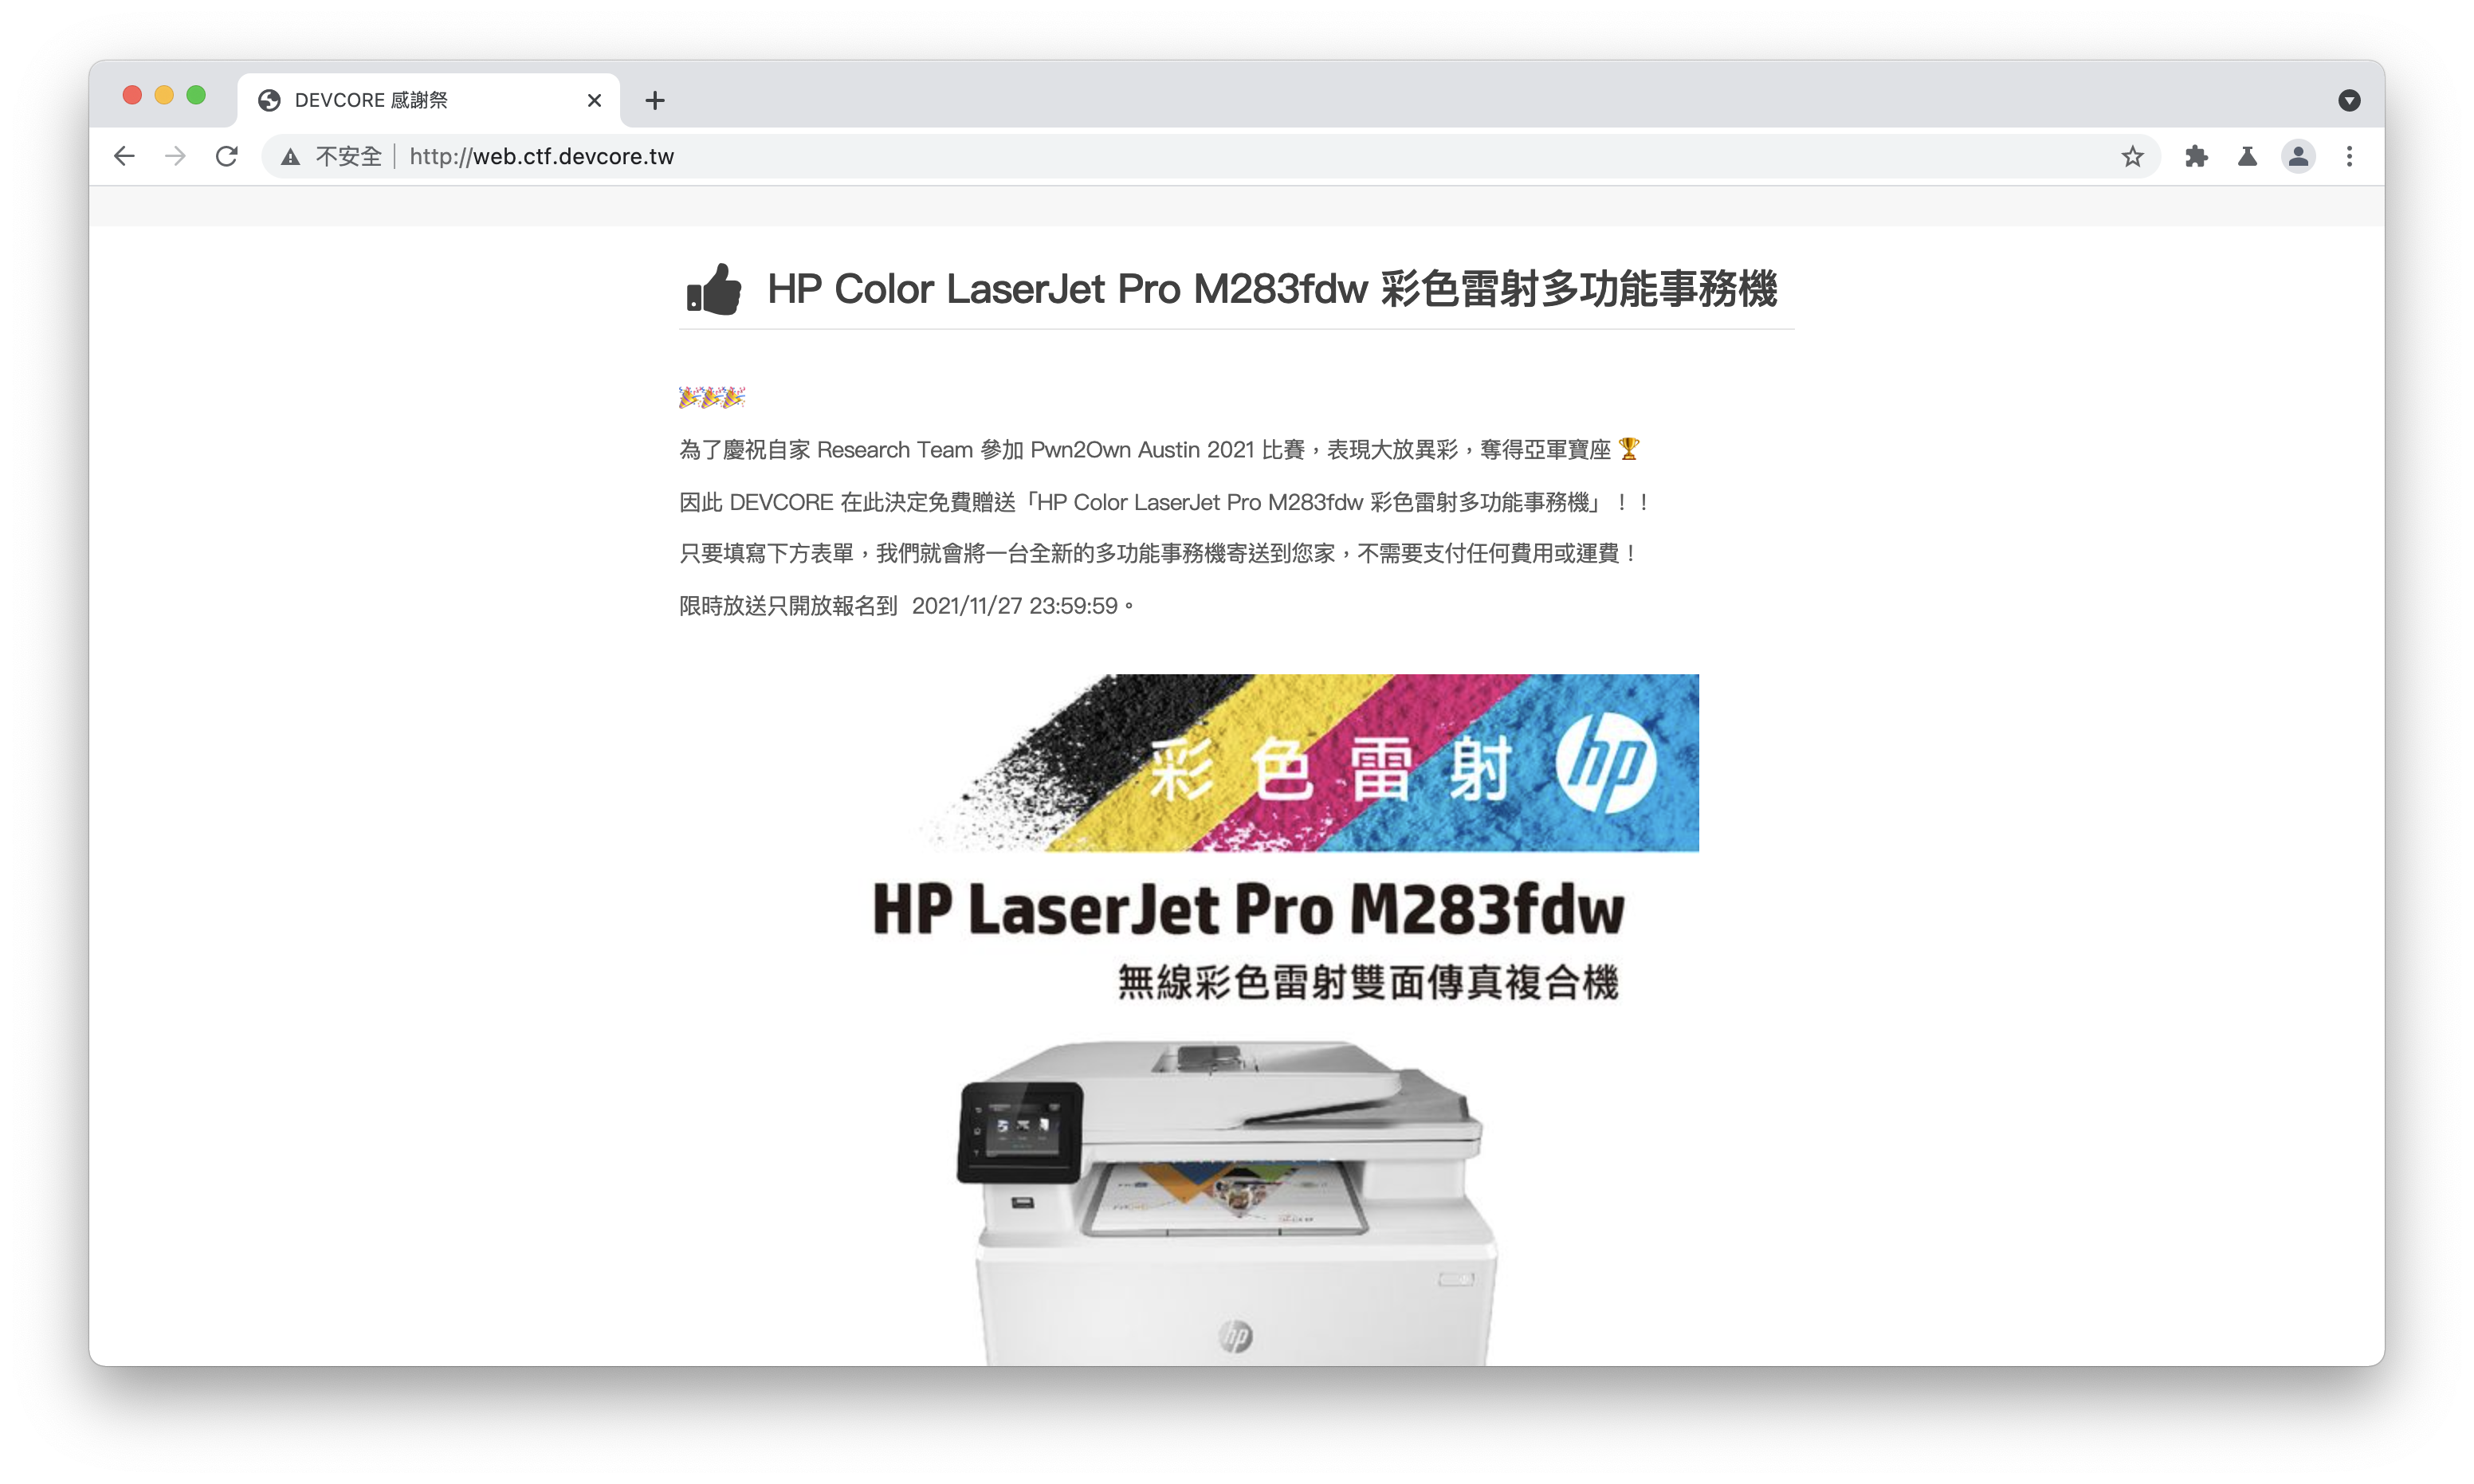 DEVCORE 感謝祭
不安全 | http://web.ctf.devcore.tw
HP Color LaserJet Pro M283fdw 彩色雷射多功能事務機
🎉🎉🎉
為了慶祝自家 Research Team 參加 Pwn2Own Austin 2021 比賽，表現大放異彩，奪得亞軍寶座 🏆
因此 DEVCORE 在此決定免費贈送「HP Color LaserJet Pro M283fdw 彩色雷射多功能事務機」！！
只要填寫下方表單，我們就會將一台全新的多功能事務機寄送到您家，不需要支付任何費用或運費！
限時放送只開放報名到 2021/11/27 23:59:59。
彩色雷射 hp
HP LaserJet Pro M283fdw
無線彩色雷射雙面傳真複合機
hp